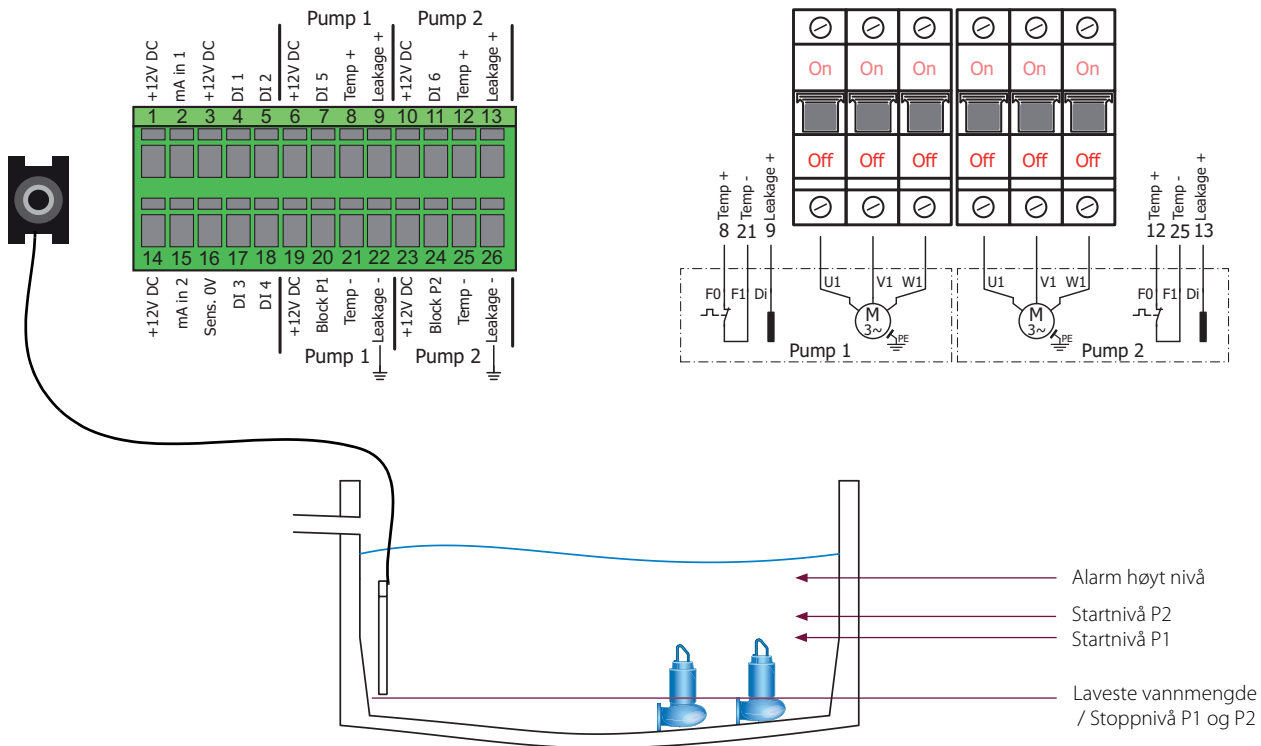 Pump 1
Pump 2
+12V DC
mA in 1
+12V DC
DI 1
DI 2
+12V DC
DI 5
Temp +
Leakage +
+12V DC
DI 6
Temp +
Leakage +
1 2 3 4 5 6 7 8 9 10 11 12 13
14 15 16 17 18 19 20 21 22 23 24 25 26
+12V DC
mA in 2
Sens. 0V
DI 3
DI 4
+12V DC
Block P1
Temp -
Leakage -
+12V DC
Block P2
Temp -
Leakage -
Pump 1
Pump 2
On On On On On On
Off Off Off Off Off Off
Temp +
Temp -
Leakage +
8 21 9
Temp +
Temp -
Leakage +
12 25 13
F0 F1 Di
U1 V1 W1
M
3~
PE
Pump 1
U1 V1 W1
M
3~
PE
F0 F1 Di
Pump 2
Alarm høyt nivå
Startnivå P2
Startnivå P1
Laveste vannmengde
/ Stoppnivå P1 og P2